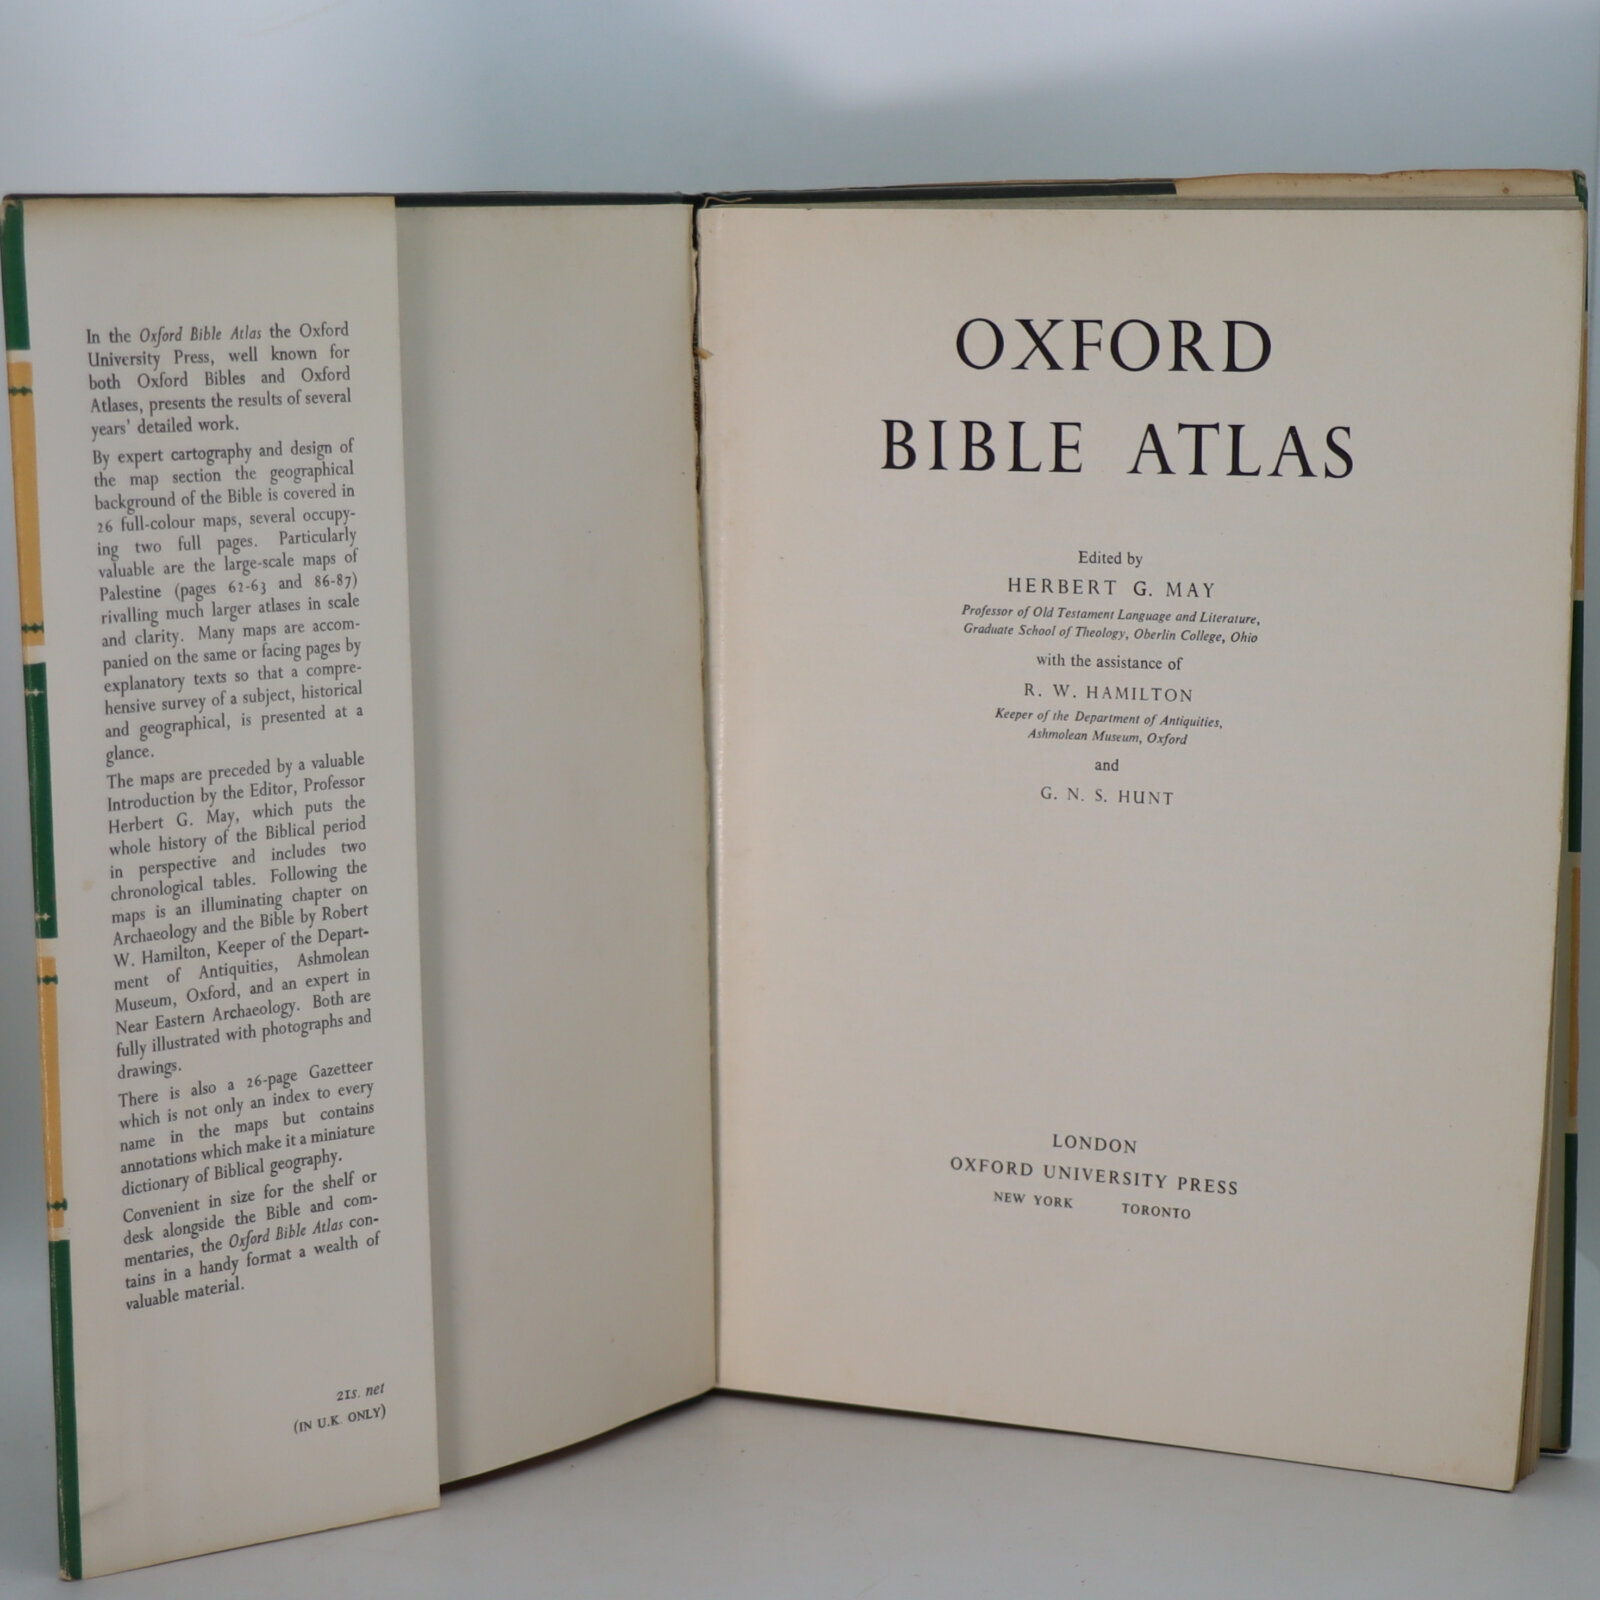 In the Oxford Bible Atlas the Oxford
University Press, well known for
both Oxford Bibles and Oxford
Atlases, presents the results of several
years' detailed work.
By expert cartography and design of
the map section the geographical
background of the Bible is covered in
26 full-colour maps, several occupy-
ing two full pages. Particularly
valuable are the large-scale maps of
Palestine (pages 62-63 and 86-87)
rivalling much larger atlases in scale
and clarity. Many maps are accom-
panied on the same or facing pages by
explanatory texts so that a compre-
hensive survey of a subject, historical
and geographical, is presented at a
glance.
The maps are preceded by a valuable
Introduction by the Editor, Professor
Herbert G. May, which puts the
whole history of the Biblical period
in perspective and includes two
chronological tables. Following the
maps is an illuminating chapter on
Archaeology and the Bible by Robert
W. Hamilton, Keeper of the Depart-
ment of Antiquities, Ashmolean
Museum, Oxford, and an expert in
Near Eastern Archaeology. Both are
fully illustrated with photographs and
drawings.
There is also a 26-page Gazetteer
which is not only an index to every
name in the maps but contains
annotations which make it a miniature
dictionary of Biblical geography.
Convenient in size for the shelf or
desk alongside the Bible and com-
mentaries, the Oxford Bible Atlas con-
tains in a handy format a wealth of
valuable material.
21s. net
(IN U.K. ONLY)
OXFORD
BIBLE ATLAS
Edited by
HERBERT G. MAY
Professor of Old Testament Language and Literature,
Graduate School of Theology, Oberlin College, Ohio
with the assistance of
R. W. HAMILTON
Keeper of the Department of Antiquities,
Ashmolean Museum, Oxford
and
G. N. S. HUNT
LONDON
OXFORD UNIVERSITY PRESS
NEW YORK TORONTO